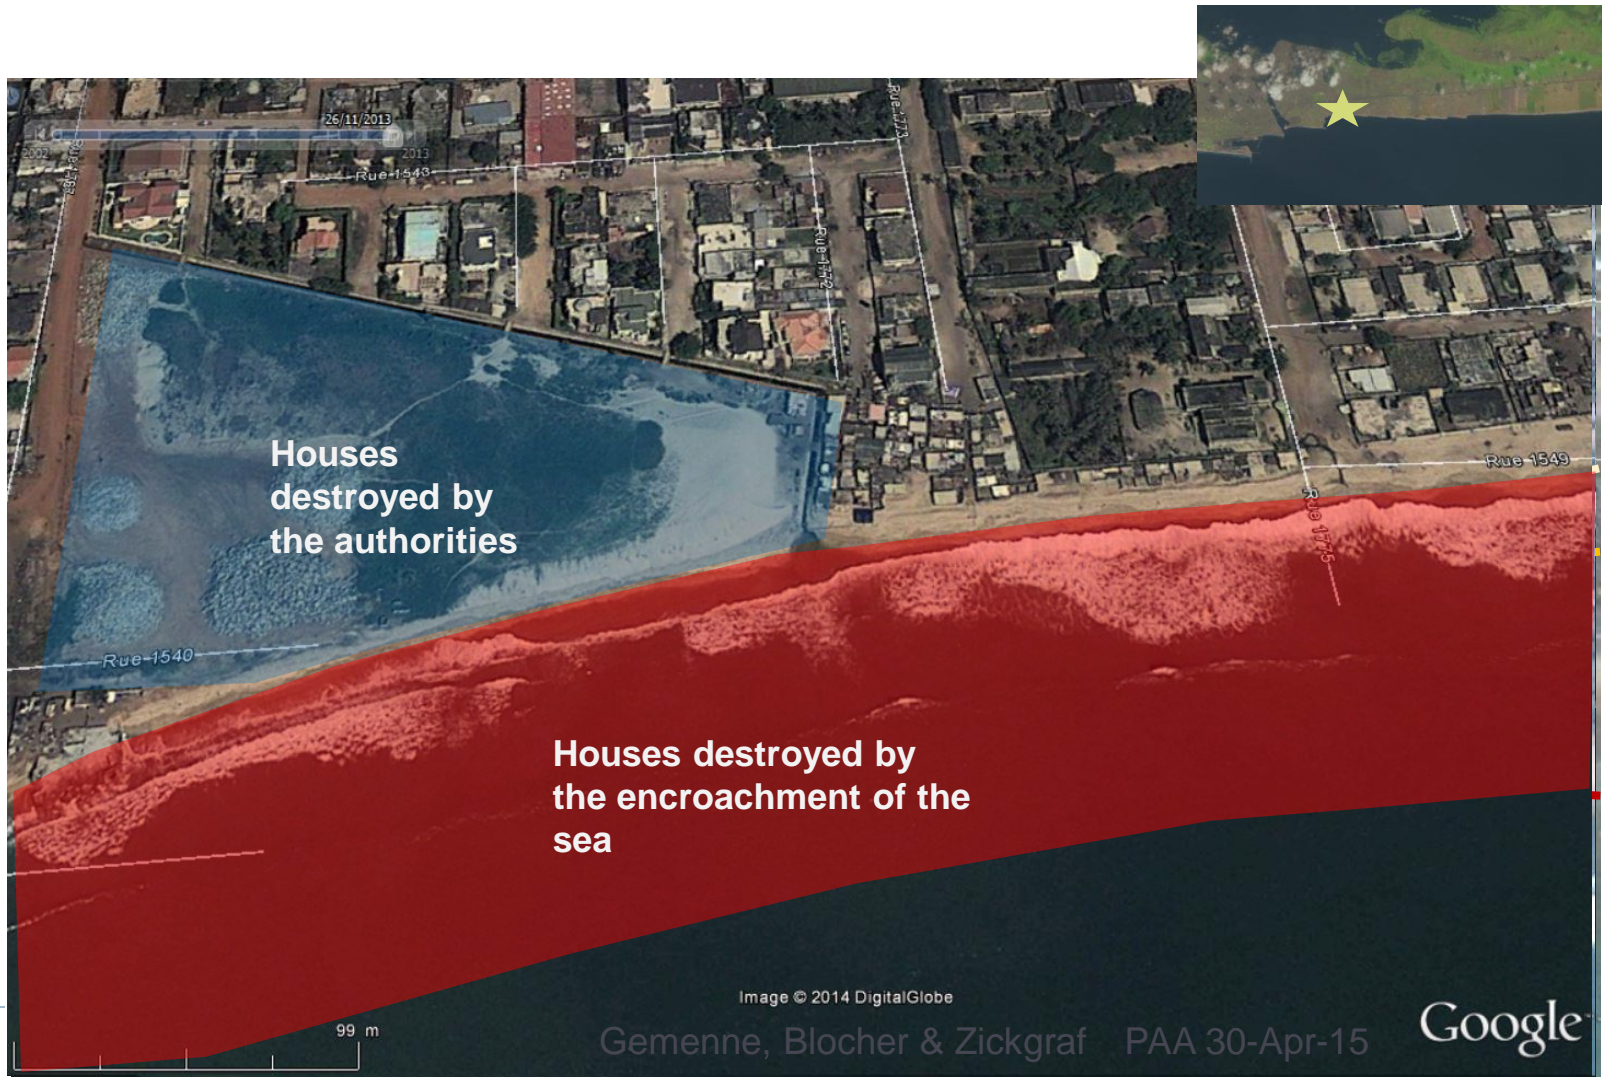 26/11/2013
2002
2013
Rue 1543
Rue 1773
Rue 1772
Rue 1767
Houses
destroyed by
the authorities
Rue 1549
Rue 1775
Rue 1540
Houses destroyed by
the encroachment of the
sea
Image © 2014 DigitalGlobe
99 m
Gemenne, Blocher & Zickgraf PAA 30-Apr-15
Google